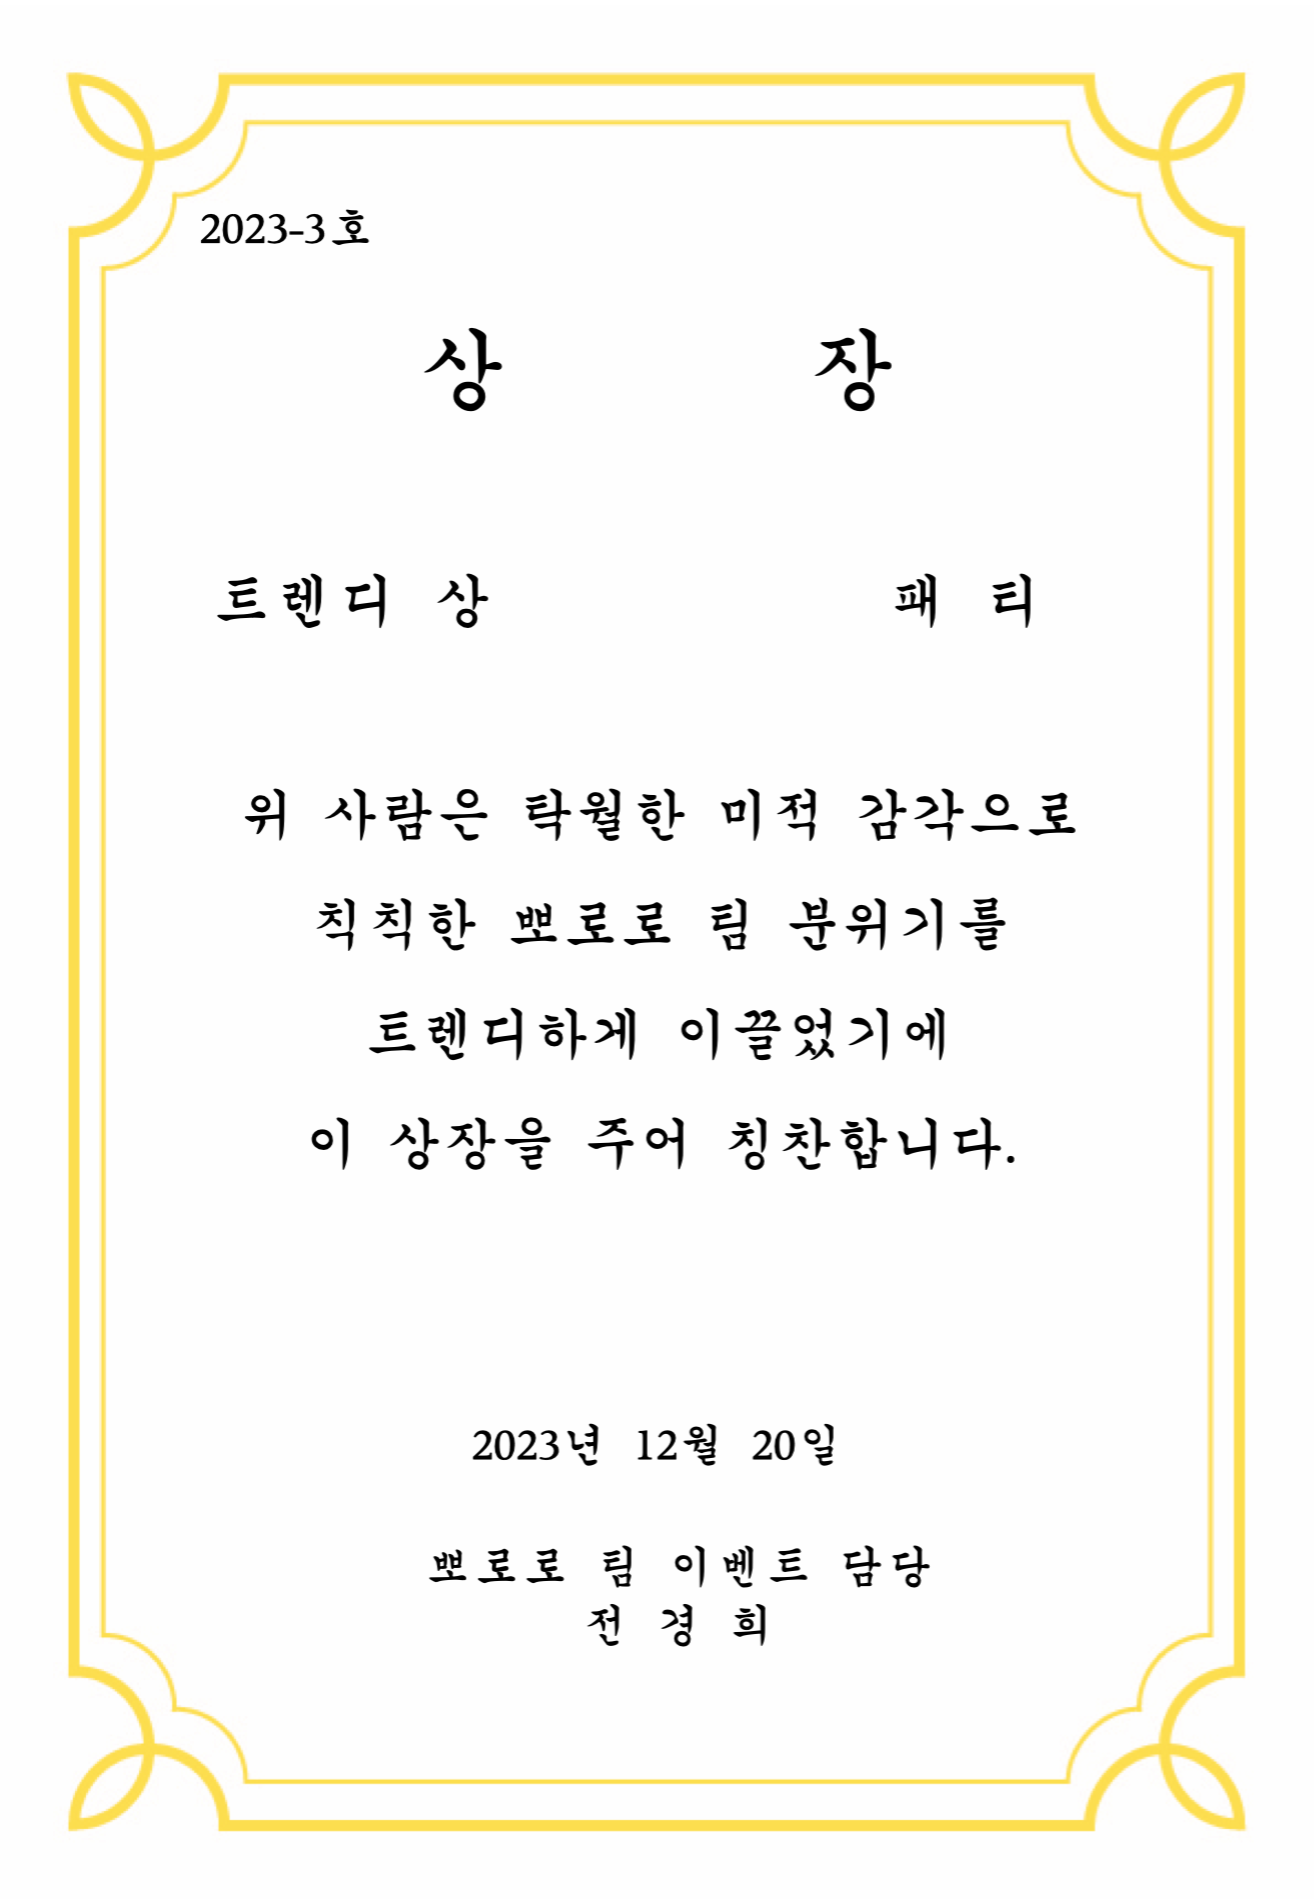 2023-3호
상 장
트렌디 상 패 티
위 사람은 탁월한 미적 감각으로
칙칙한 뽀로로 팀 분위기를
트렌디하게 이끌었기에
이 상장을 주어 칭찬합니다.
2023년 12월 20일
뽀로로 팀 이벤트 담당
전 경 희